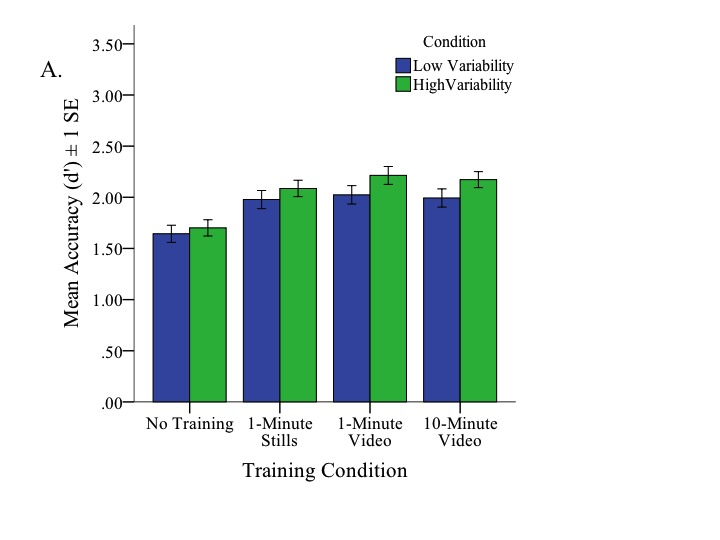 A.
Mean Accuracy (d') ± 1 SE
3.50
3.00
2.50
2.00
1.50
1.00
.50
.00
Condition
Low Variability
HighVariability
No Training
1-Minute
Stills
1-Minute
Video
10-Minute
Video
Training Condition